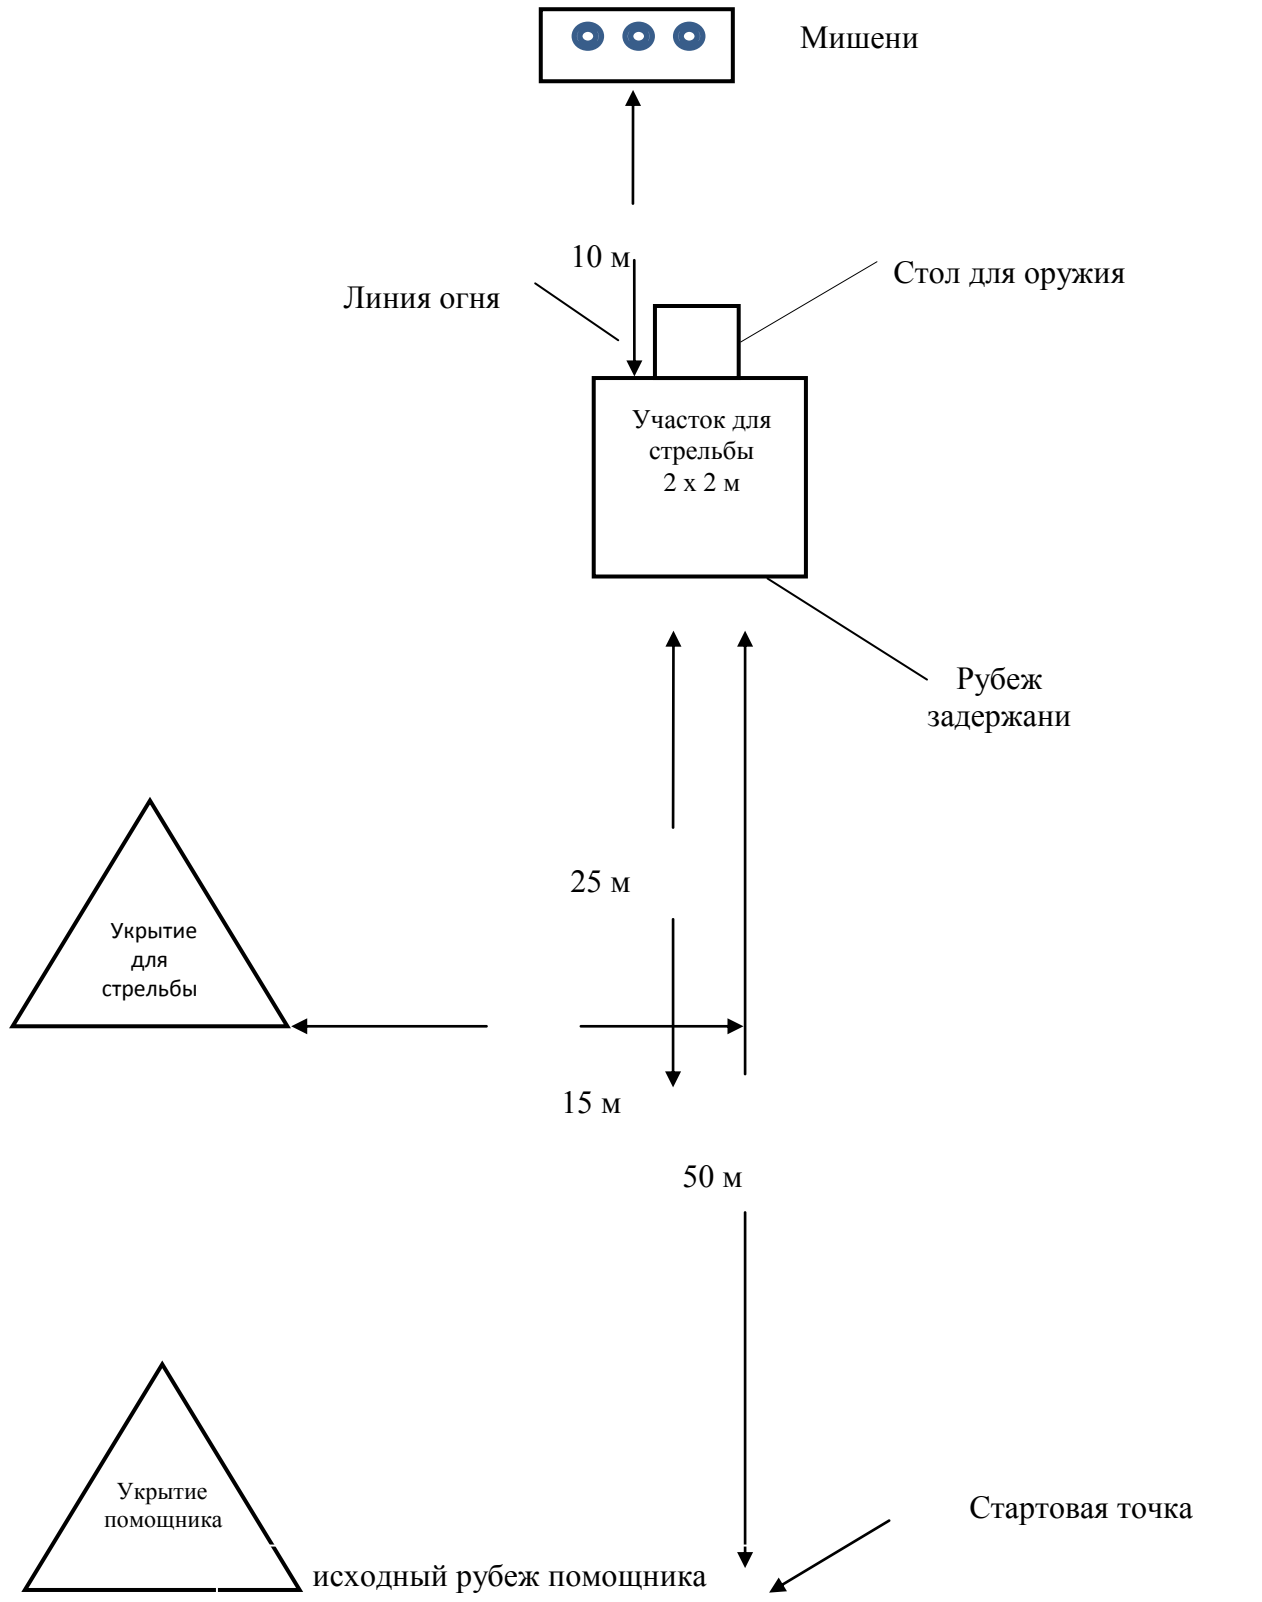 Мишени
10 м
Стол для оружия
Линия огня
Участок для
стрельбы
2 х 2 м
Рубеж
задержани
25 м
Укрытие
для
стрельбы
15 м
50 м
Укрытие
помощника
Стартовая точка
исходный рубеж помощника